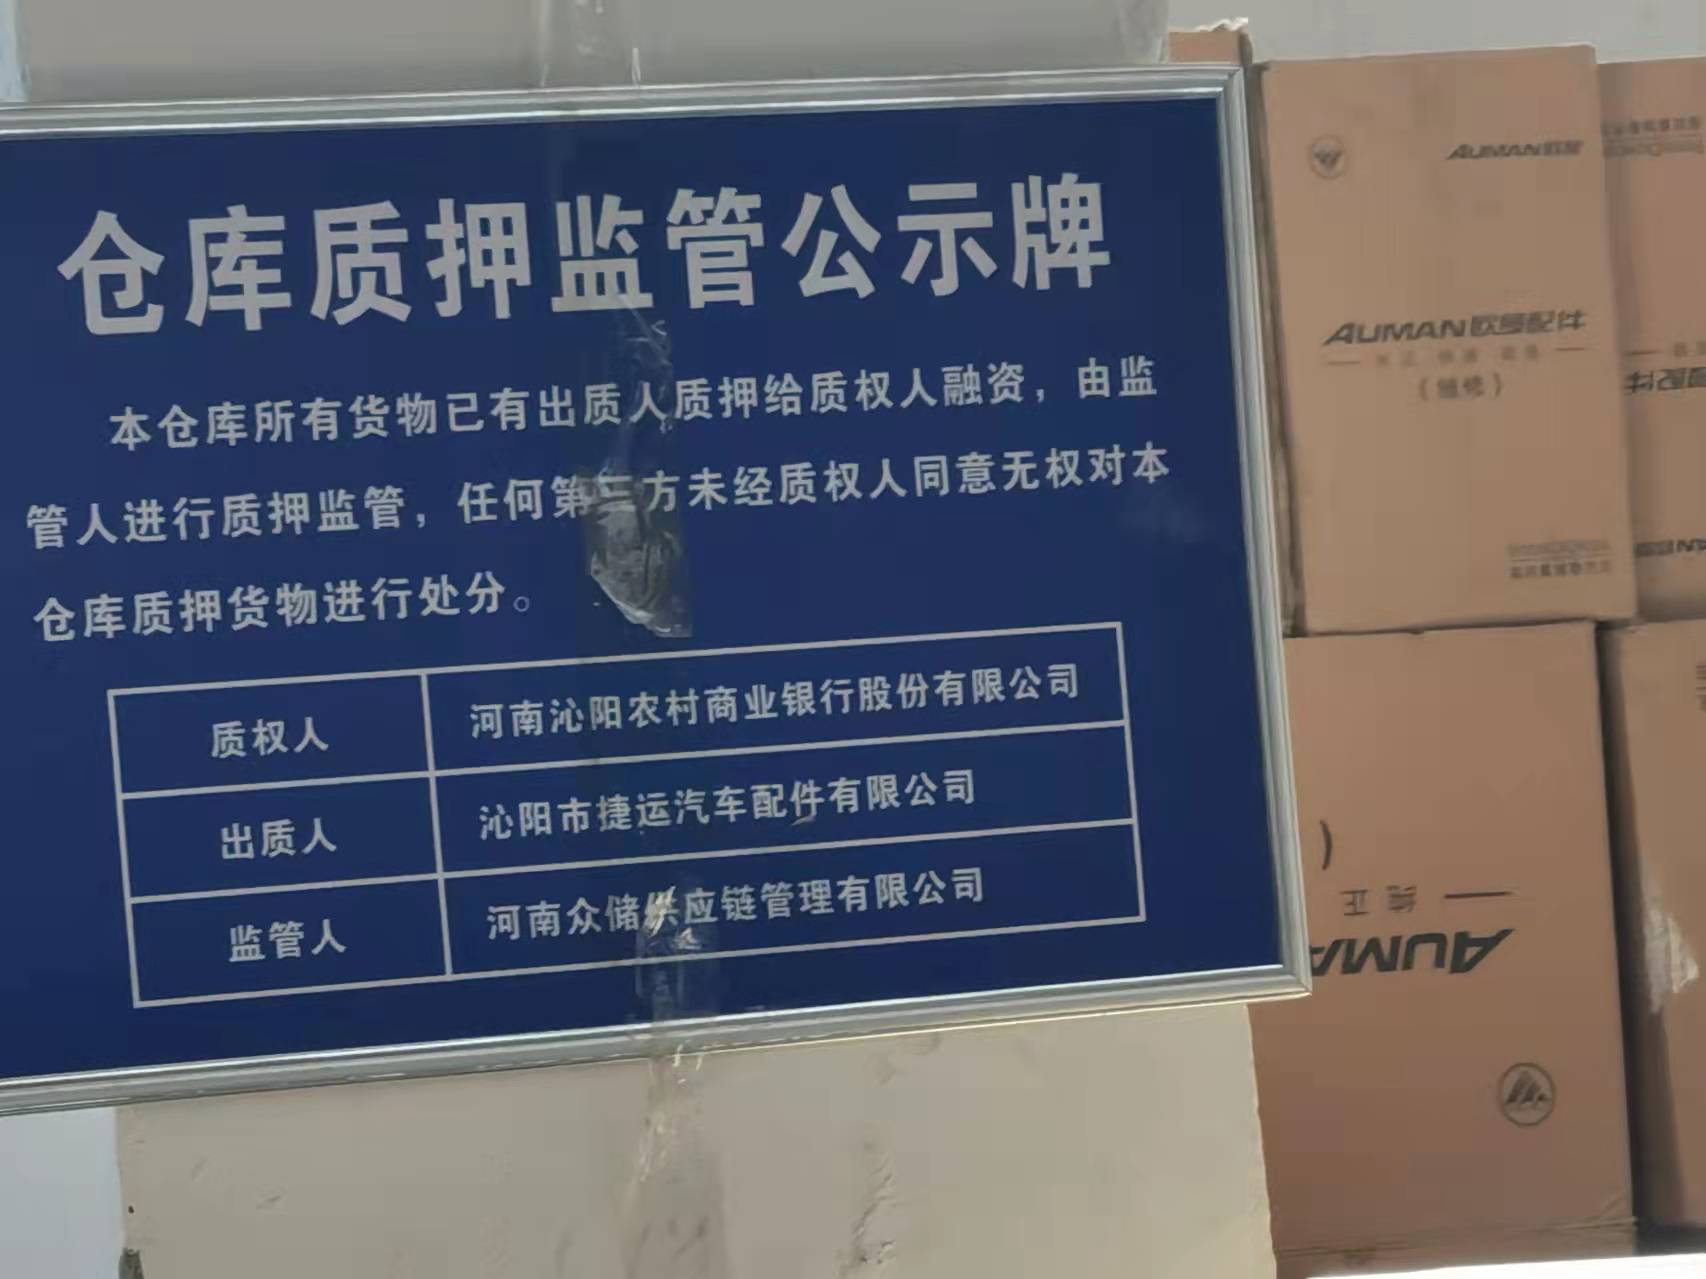 仓库质押监管公示牌
本仓库所有货物已有出质人质押给质权人融资，由监
管人进行质押监管，任何第三方未经质权人同意无权对本
仓库质押货物进行处分。
质权人 河南沁阳农村商业银行股份有限公司
出质人 沁阳市捷运汽车配件有限公司
监管人 河南众储供应链管理有限公司
AUMAN欧曼
AUMAN欧曼配件
（维修）
纯正
AUMA